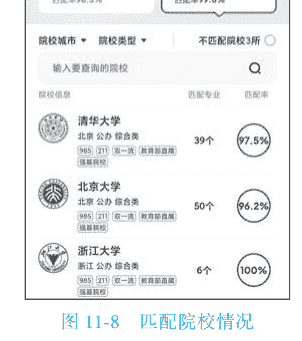 院校城市 院校类型 不匹配院校3所
输入要查询的院校
院校信息 匹配专业 匹配率
清华大学
北京 公办 综合类
39个 97.5%
985 211 双一流 教育部直属
强基院校
北京大学
北京 公办 综合类
50个 96.2%
985 211 双一流 教育部直属
强基院校
浙江大学
浙江 公办 综合类
6个 100%
985 211 双一流 教育部直属
强基院校
图 11-8 匹配院校情况